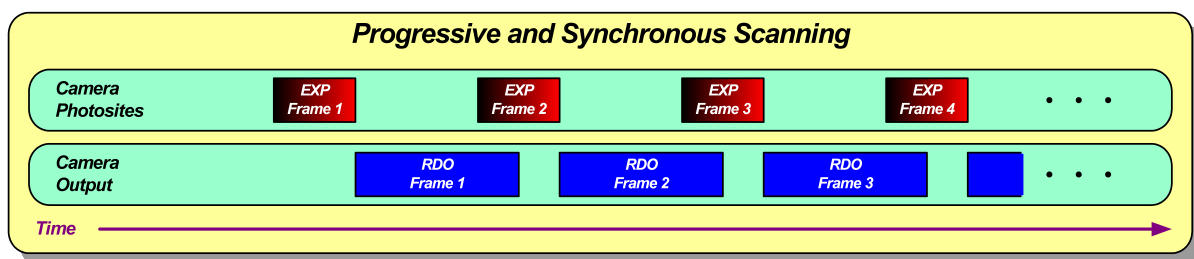 Progressive and Synchronous Scanning
Camera
Photosites
EXP
Frame 1
EXP
Frame 2
EXP
Frame 3
EXP
Frame 4
• • •
Camera
Output
RDO
Frame 1
RDO
Frame 2
RDO
Frame 3
• • •
Time